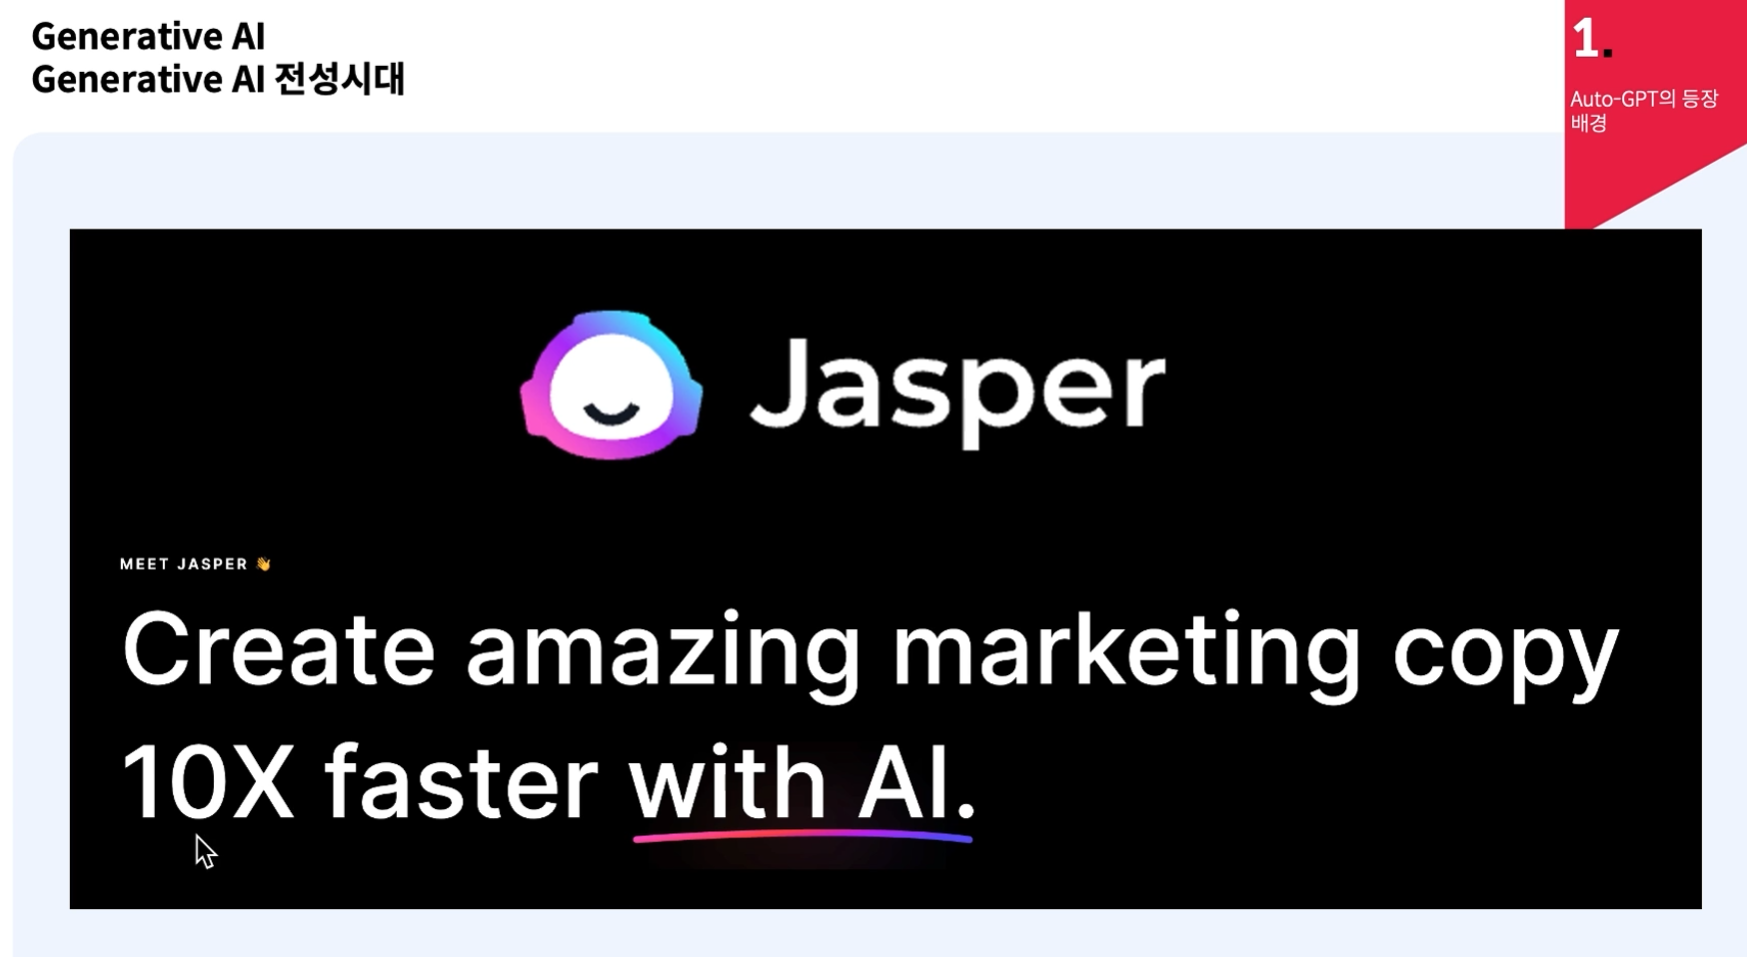 Generative AI
Generative AI 전성시대
1.
Auto-GPT의 등장
배경
Jasper
MEET JASPER 👋
Create amazing marketing copy
10X faster with AI.